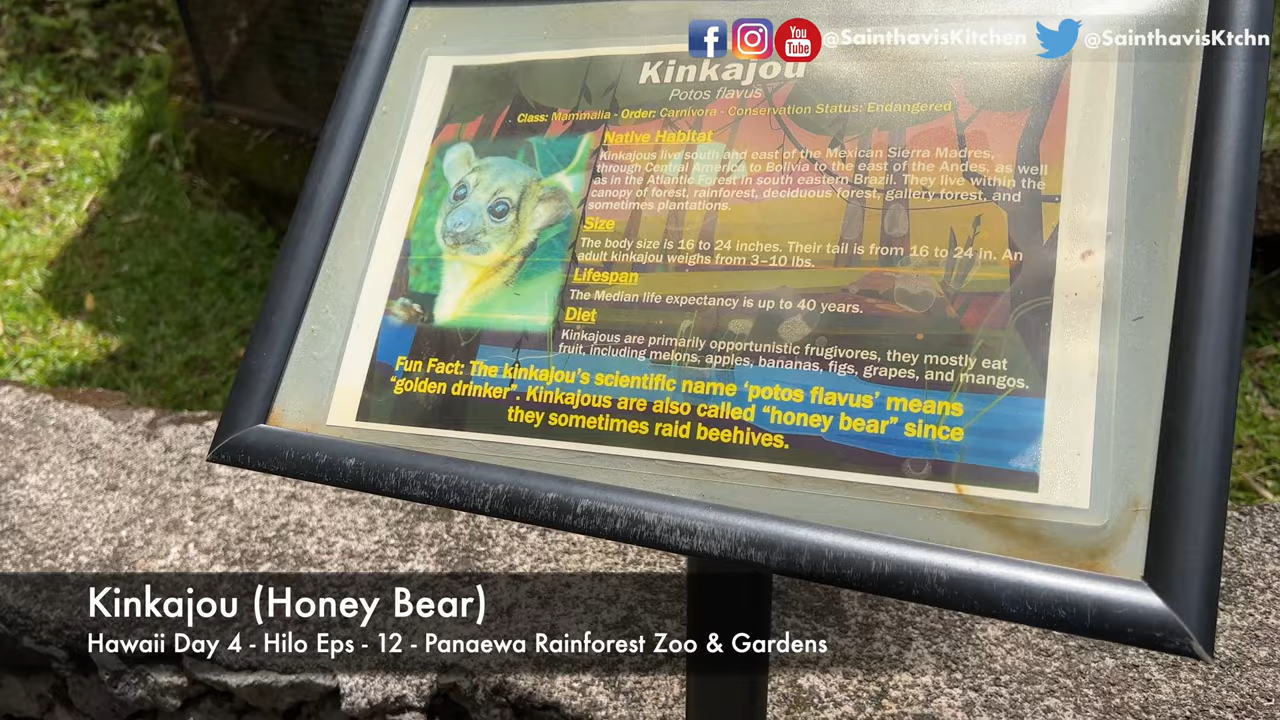 You
Tube
@SainthavisKitchen
@SainthavisKtchn
Kinkajou
Potos flavus
Class: Mammalia - Order: Carnivora - Conservation Status: Endangered
Native Habitat
Kinkajous live south and east of the Mexican Sierra Madres,
through Central America to Bolivia to the east of the Andes, as well
as in the Atlantic Forest in south eastern Brazil. They live within the
canopy of forest, rainforest, deciduous forest, gallery forest, and
sometimes plantations.
Size
The body size is 16 to 24 inches. Their tail is from 16 to 24 in. An
adult kinkajou weighs from 3–10 lbs.
Lifespan
The Median life expectancy is up to 40 years.
Diet
Kinkajous are primarily opportunistic frugivores, they mostly eat
fruit, including melons, apples, bananas, figs, grapes, and mangos.
Fun Fact: The kinkajou's scientific name 'potos flavus' means
"golden drinker". Kinkajous are also called "honey bear" since
they sometimes raid beehives.
Kinkajou (Honey Bear)
Hawaii Day 4 - Hilo Eps - 12 - Panaewa Rainforest Zoo & Gardens